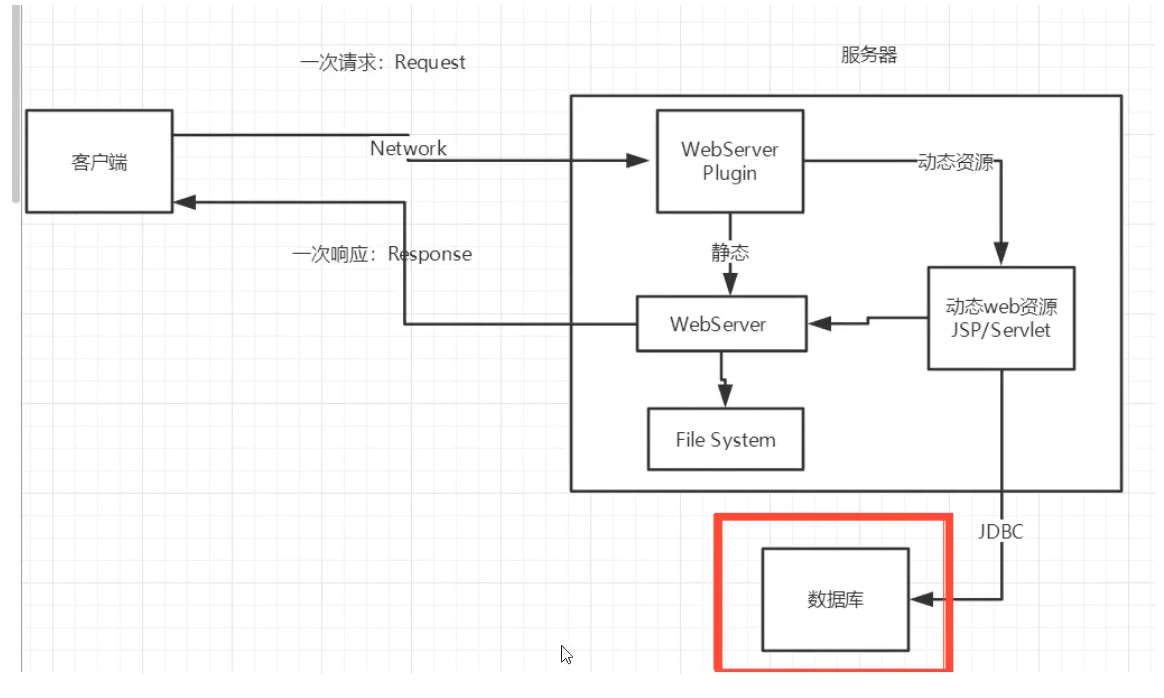 一次请求：Request
服务器
客户端
Network
WebServer
Plugin
动态资源
一次响应：Response
静态
WebServer
动态web资源
JSP/Servlet
File System
JDBC
数据库